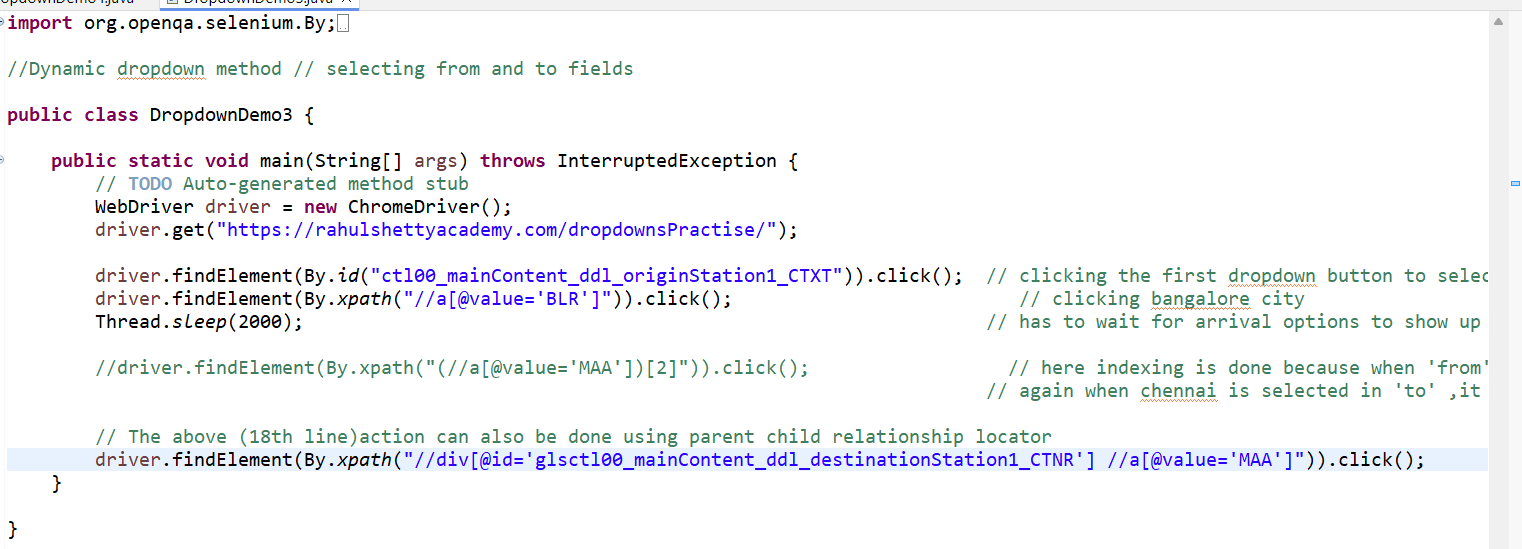 import org.openqa.selenium.By;
//Dynamic dropdown method // selecting from and to fields
public class DropdownDemo3 {
public static void main(String[] args) throws InterruptedException {
// TODO Auto-generated method stub
WebDriver driver = new ChromeDriver();
driver.get("https://rahulshettyacademy.com/dropdownsPractise/");
driver.findElement(By.id("ctl00_mainContent_ddl_originStation1_CTXT")).click(); // clicking the first dropdown button to
driver.findElement(By.xpath("//a[@value='BLR']")).click(); // clicking bangalore city
Thread.sleep(2000); // has to wait for arrival options to show up
//driver.findElement(By.xpath("(//a[@value='MAA'])[2]")).click(); // here indexing is done because when 'from'
// again when chennai is selected in 'to' ,it
// The above (18th line)action can also be done using parent child relationship locator
driver.findElement(By.xpath("//div[@id='glsctl00_mainContent_ddl_destinationStation1_CTNR'] //a[@value='MAA']")).click();
}
}